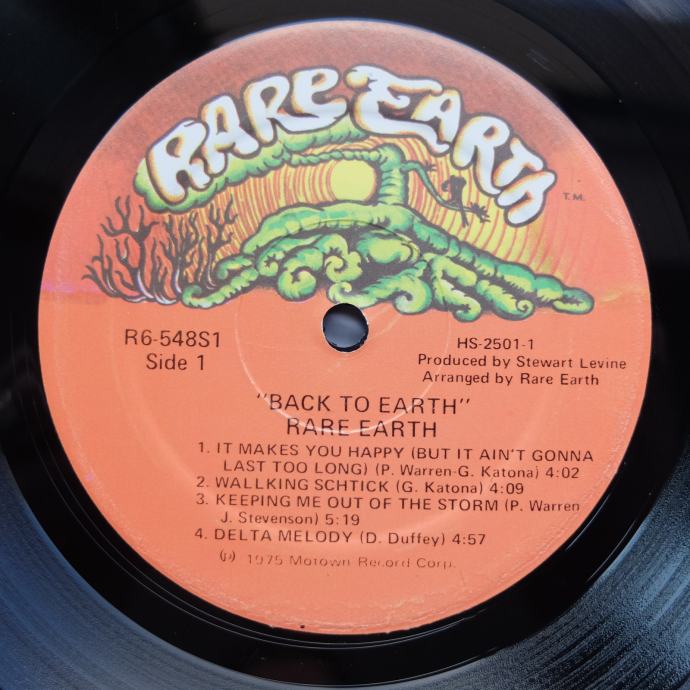 RARE EARTH
T.M.
R6-548S1
Side 1
HS-2501-1
Produced by Stewart Levine
Arranged by Rare Earth
"BACK TO EARTH"
RARE EARTH
1. IT MAKES YOU HAPPY (BUT IT AIN'T GONNA
LAST TOO LONG) (P. Warren-G. Katona) 4:02
2. WALLKING SCHTICK (G. Katona) 4:09
3. KEEPING ME OUT OF THE STORM (P. Warren
J. Stevenson) 5:19
4. DELTA MELODY (D. Duffey) 4:57
(p) 1975 Motown Record Corp.